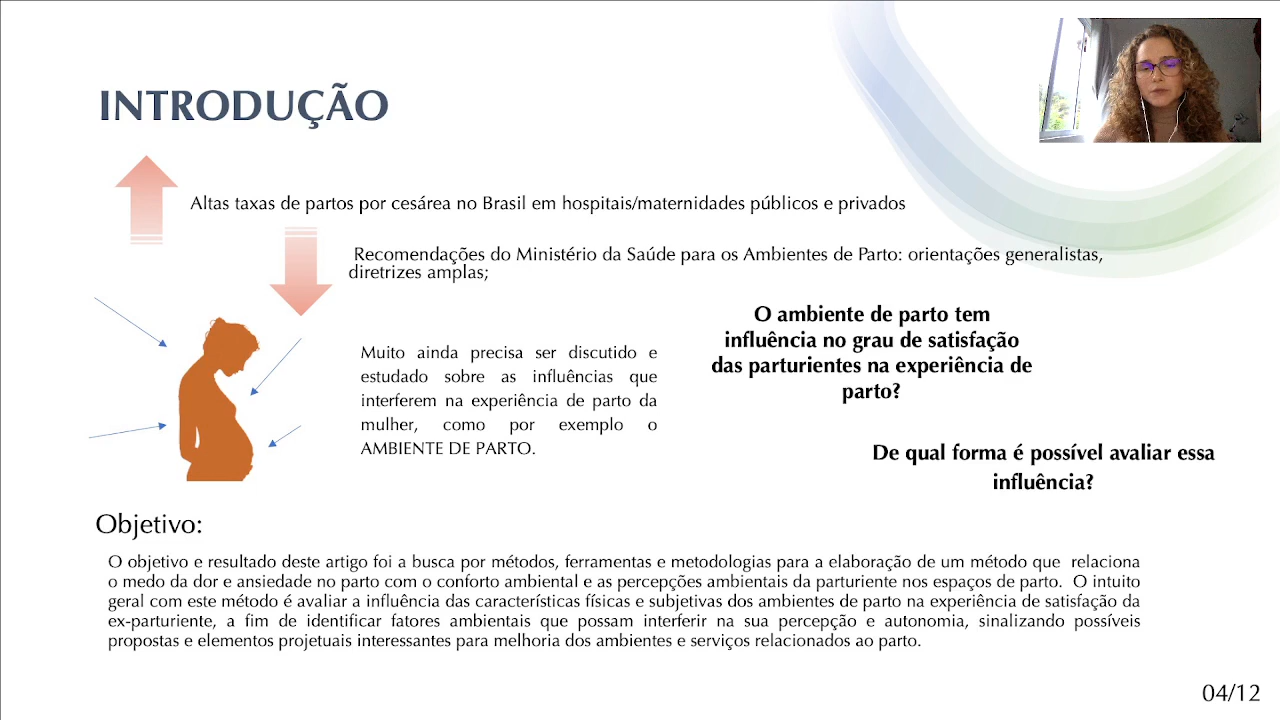 INTRODUÇÃO
Altas taxas de partos por cesárea no Brasil em hospitais/maternidades públicos e privados
Recomendações do Ministério da Saúde para os Ambientes de Parto: orientações generalistas,
diretrizes amplas;
Muito ainda precisa ser discutido e
estudado sobre as influências que
interferem na experiência de parto da
mulher, como por exemplo o
AMBIENTE DE PARTO.
O ambiente de parto tem
influência no grau de satisfação
das parturientes na experiência de
parto?
De qual forma é possível avaliar essa
influência?
Objetivo:
O objetivo e resultado deste artigo foi a busca por métodos, ferramentas e metodologias para a elaboração de um método que relaciona
o medo da dor e ansiedade no parto com o conforto ambiental e as percepções ambientais da parturiente nos espaços de parto. O intuito
geral com este método é avaliar a influência das características físicas e subjetivas dos ambientes de parto na experiência de satisfação da
ex-parturiente, a fim de identificar fatores ambientais que possam interferir na sua percepção e autonomia, sinalizando possíveis
propostas e elementos projetuais interessantes para melhoria dos ambientes e serviços relacionados ao parto.
04/12